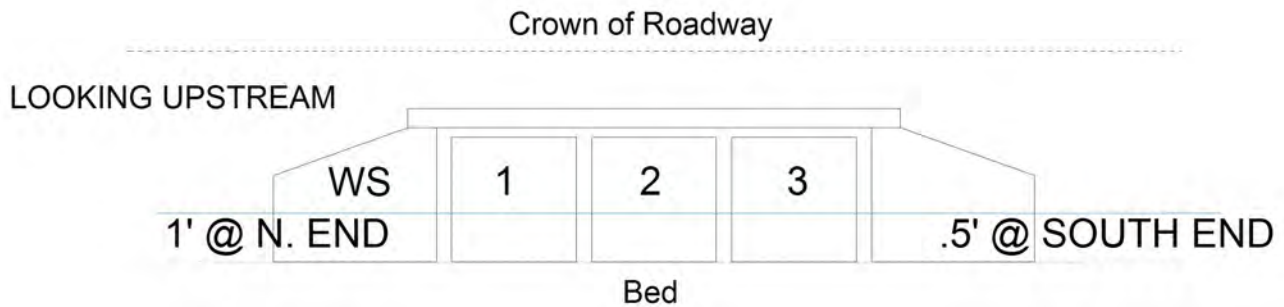 Crown of Roadway
LOOKING UPSTREAM
WS 1 2 3
1' @ N. END .5' @ SOUTH END
Bed